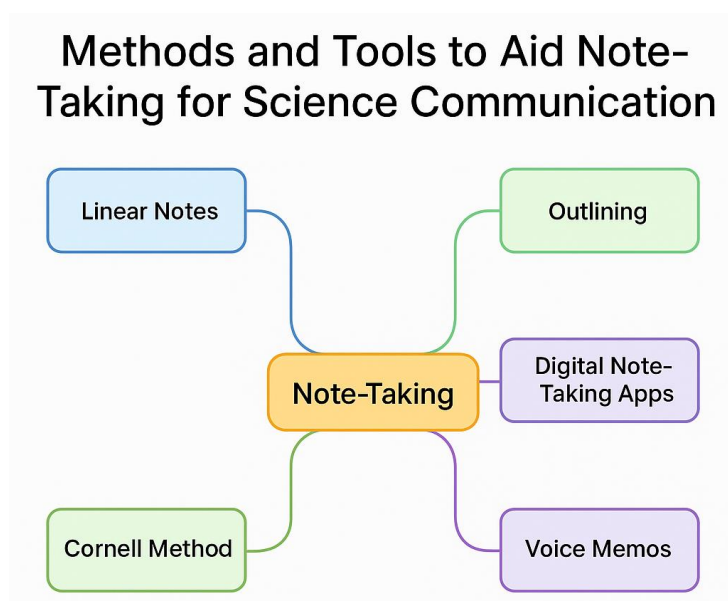 Methods and Tools to Aid Note-
Taking for Science Communication
Linear Notes
Outlining
Note-Taking
Digital Note-
Taking Apps
Cornell Method
Voice Memos